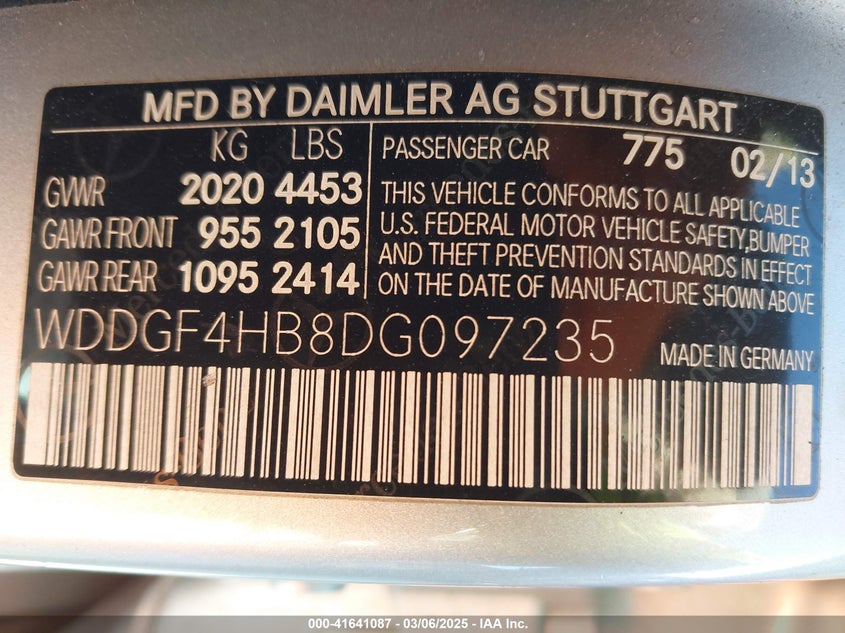 MFD BY DAIMLER AG STUTTGART
KG LBS
GVWR 2020 4453
GAWR FRONT 955 2105
GAWR REAR 1095 2414
PASSENGER CAR 775 02/13
THIS VEHICLE CONFORMS TO ALL APPLICABLE
U.S. FEDERAL MOTOR VEHICLE SAFETY,BUMPER
AND THEFT PREVENTION STANDARDS IN EFFECT
ON THE DATE OF MANUFACTURE SHOWN ABOVE
WDDGF4HB8DG097235
MADE IN GERMANY
000-41641087 | 03/06/2025 - IAA Inc.